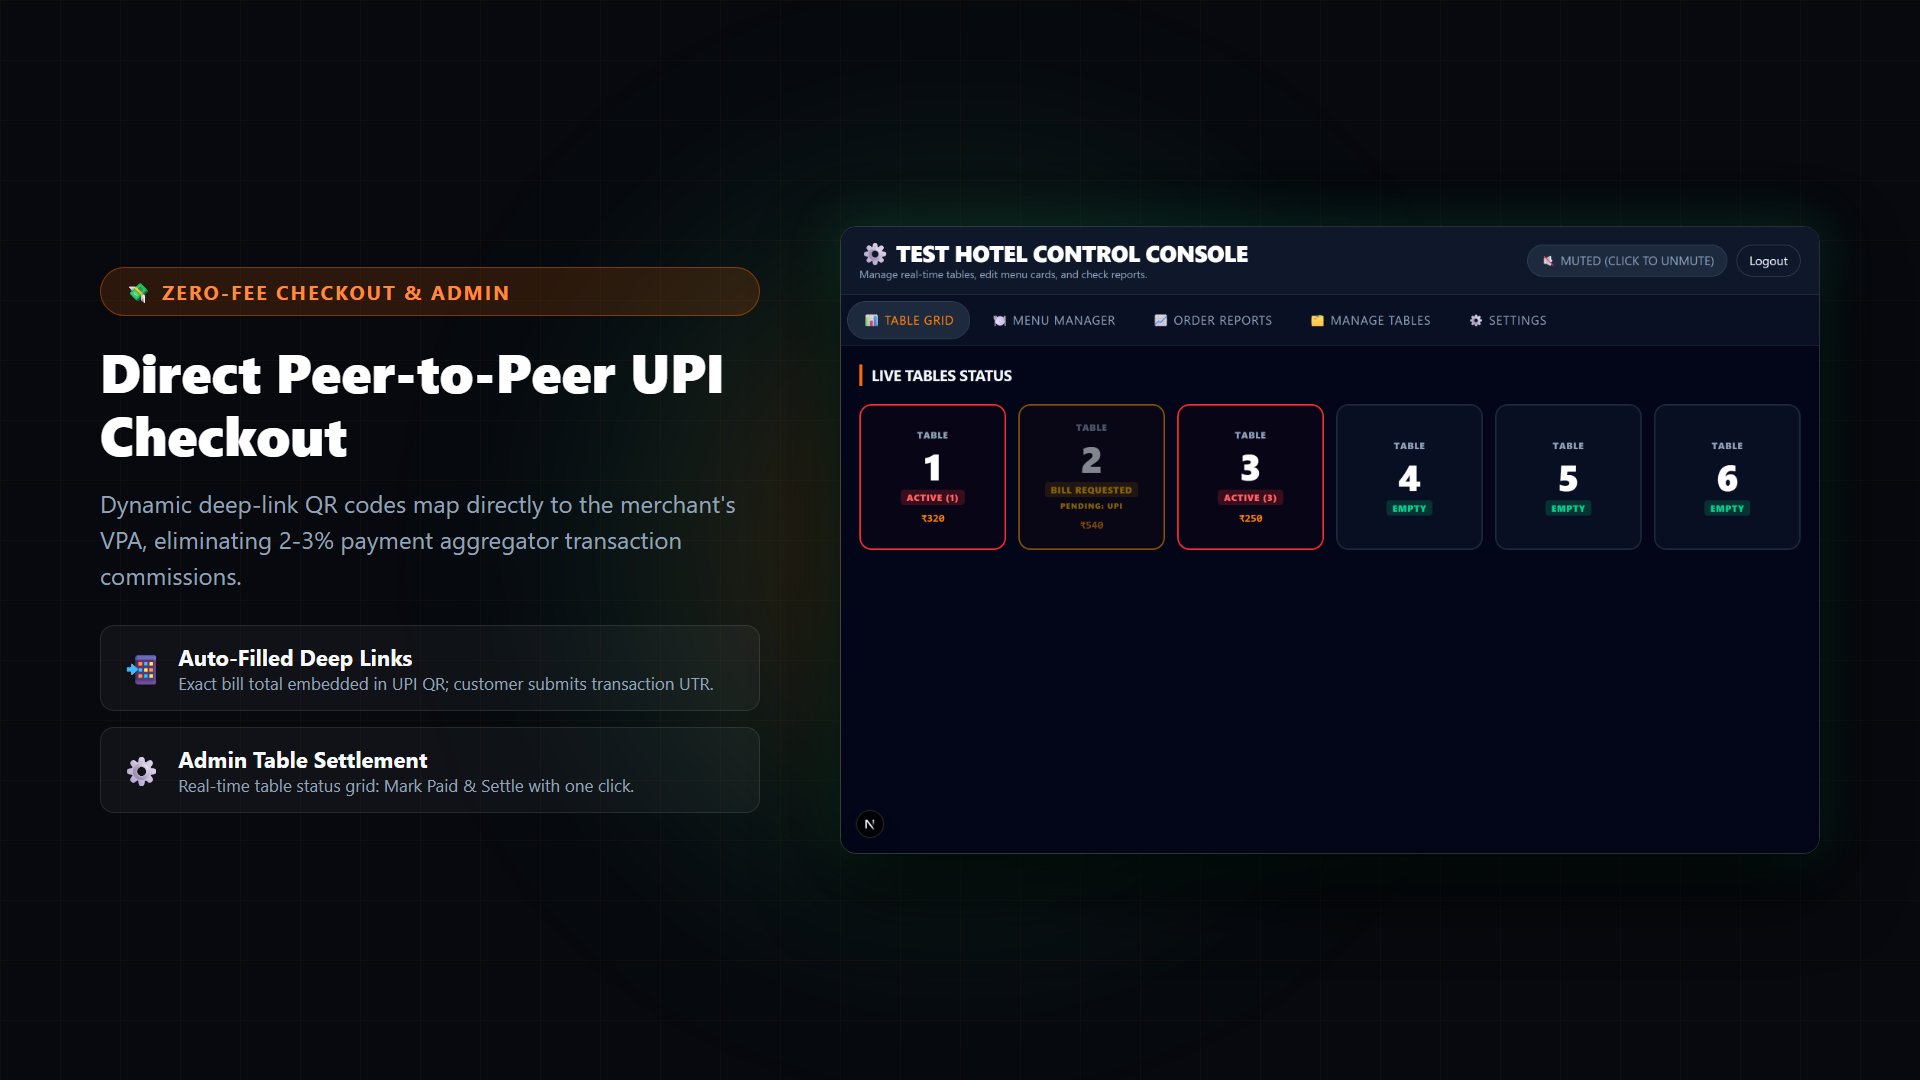 ZERO-FEE CHECKOUT & ADMIN
Direct Peer-to-Peer UPI
Checkout
Dynamic deep-link QR codes map directly to the merchant's
VPA, eliminating 2-3% payment aggregator transaction
commissions.
Auto-Filled Deep Links
Exact bill total embedded in UPI QR; customer submits transaction UTR.
Admin Table Settlement
Real-time table status grid: Mark Paid & Settle with one click.
TEST HOTEL CONTROL CONSOLE
Manage real-time tables, edit menu cards, and check reports.
MUTED (CLICK TO UNMUTE)
Logout
TABLE GRID
MENU MANAGER
ORDER REPORTS
MANAGE TABLES
SETTINGS
LIVE TABLES STATUS
TABLE
1
ACTIVE (1)
₹320
TABLE
2
BILL REQUESTED
PENDING: UPI
₹540
TABLE
3
ACTIVE (3)
₹250
TABLE
4
EMPTY
TABLE
5
EMPTY
TABLE
6
EMPTY
N